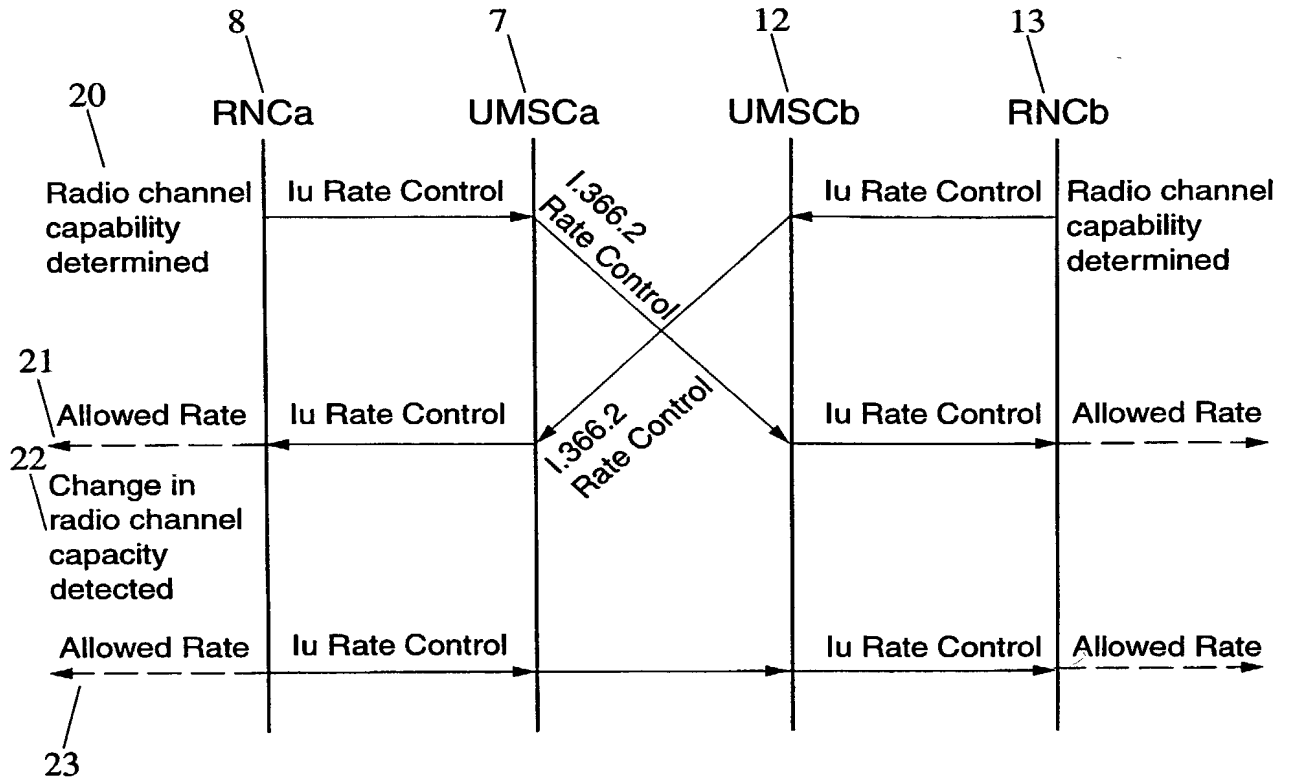 8
7
12
13
20
RNCa
UMSCa
UMSCb
RNCb
Radio channel
capability
determined
Iu Rate Control
I.366.2
Rate Control
Iu Rate Control
Radio channel
capability
determined
21
Allowed Rate
Iu Rate Control
I.366.2
Rate Control
Iu Rate Control
Allowed Rate
22
Change in
radio channel
capacity
detected
Allowed Rate
Iu Rate Control
Iu Rate Control
Allowed Rate
23